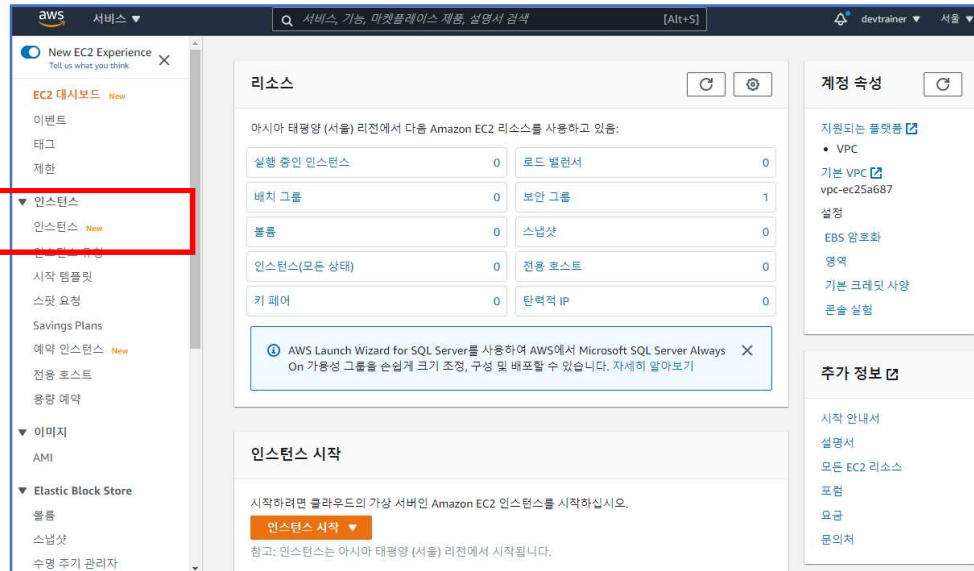 aws 서비스 ▼ 서비스, 기능, 마켓플레이스 제품, 설명서 검색 [Alt+S] devtrainer ▼ 서울 ▼
New EC2 Experience
Tell us what you think
EC2 대시보드 New
이벤트
태그
제한
▼ 인스턴스
인스턴스 New
인스턴스 유형
시작 템플릿
스팟 요청
Savings Plans
예약 인스턴스 New
전용 호스트
용량 예약
▼ 이미지
AMI
▼ Elastic Block Store
볼륨
스냅샷
수명 주기 관리자
리소스
아시아 태평양 (서울) 리전에서 다음 Amazon EC2 리소스를 사용하고 있음:
실행 중인 인스턴스 0 로드 밸런서 0
배치 그룹 0 보안 그룹 1
볼륨 0 스냅샷 0
인스턴스(모든 상태) 0 전용 호스트 0
키 페어 0 탄력적 IP 0
AWS Launch Wizard for SQL Server를 사용하여 AWS에서 Microsoft SQL Server Always
On 가용성 그룹을 손쉽게 크기 조정, 구성 및 배포할 수 있습니다. 자세히 알아보기
인스턴스 시작
시작하려면 클라우드의 가상 서버인 Amazon EC2 인스턴스를 시작하십시오.
인스턴스 시작 ▼
참고: 인스턴스는 아시아 태평양 (서울) 리전에서 시작됩니다.
계정 속성
지원되는 플랫폼
• VPC
기본 VPC
vpc-ec25a687
설정
EBS 암호화
영역
기본 크레딧 사양
콘솔 실험
추가 정보
시작 안내서
설명서
모든 EC2 리소스
포럼
요금
문의처